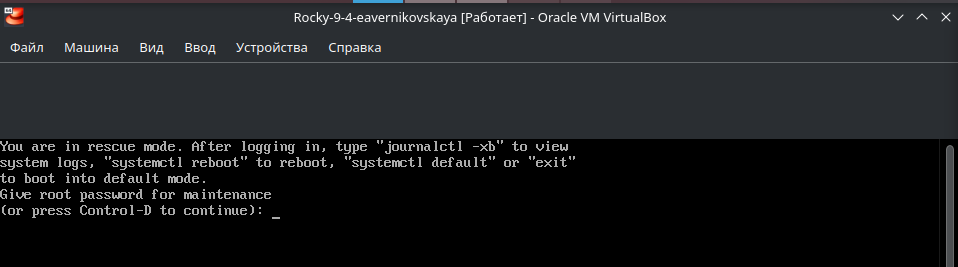 Rocky-9-4-eavernikovskaya [Работает] - Oracle VM VirtualBox
Файл Машина Вид Ввод Устройства Справка
You are in rescue mode. After logging in, type "journalctl -xb" to view
system logs, "systemctl reboot" to reboot, "systemctl default" or "exit"
to boot into default mode.
Give root password for maintenance
(or press Control-D to continue): _